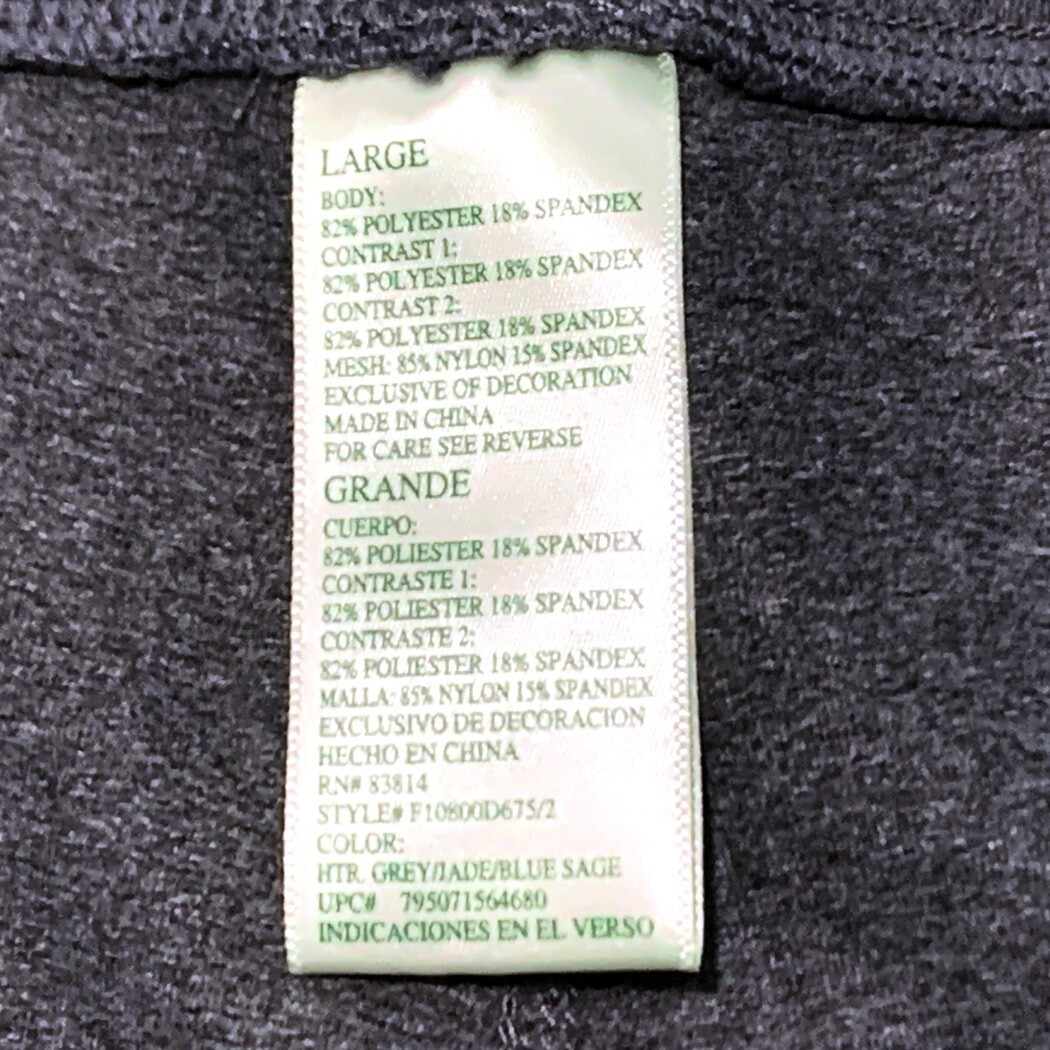 LARGE
BODY:
82% POLYESTER 18% SPANDEX
CONTRAST 1:
82% POLYESTER 18% SPANDEX
CONTRAST 2:
82% POLYESTER 18% SPANDEX
MESH: 85% NYLON 15% SPANDEX
EXCLUSIVE OF DECORATION
MADE IN CHINA
FOR CARE SEE REVERSE
GRANDE
CUERPO:
82% POLIESTER 18% SPANDEX
CONTRASTE 1:
82% POLIESTER 18% SPANDEX
CONTRASTE 2:
82% POLIESTER 18% SPANDEX
MALLA: 85% NYLON 15% SPANDEX
EXCLUSIVO DE DECORACION
HECHO EN CHINA
RN# 83814
STYLE# F10800D675/2
COLOR:
HTR. GREY/JADE/BLUE SAGE
UPC# 795071564680
INDICACIONES EN EL VERSO